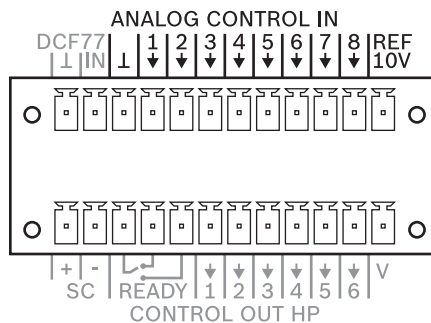 ANALOG CONTROL IN
DCF77 1 2 3 4 5 6 7 8 REF
⊥ IN ⊥ 10V
+ - 1 2 3 4 5 6 V
SC READY
CONTROL OUT HP